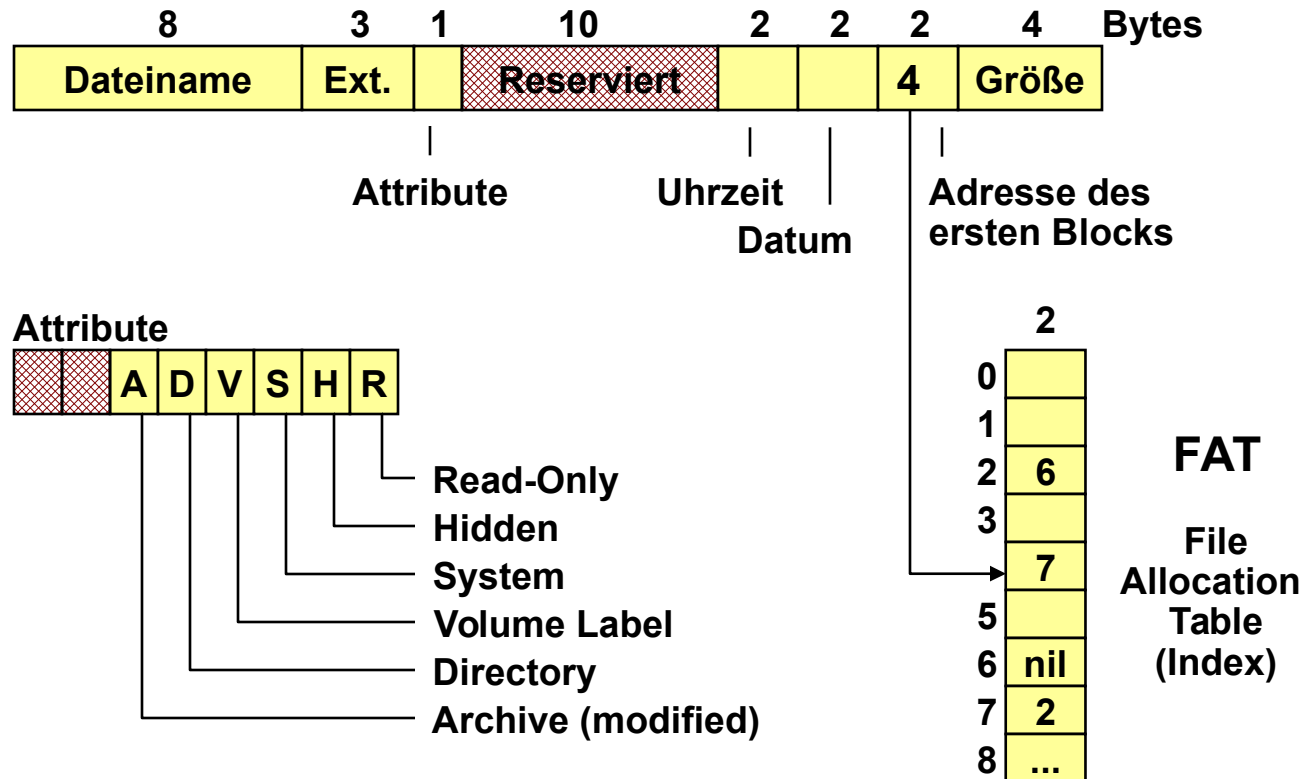 8 3 1 10 2 2 2 4 Bytes
Dateiname Ext. Reserviert 4 Größe
Attribute Uhrzeit Adresse des
Datum ersten Blocks
Attribute
A D V S H R
Read-Only
Hidden
System
Volume Label
Directory
Archive (modified)
2
0
1
2 6
3
7
5
6 nil
7 2
8 ...
FAT
File
Allocation
Table
(Index)